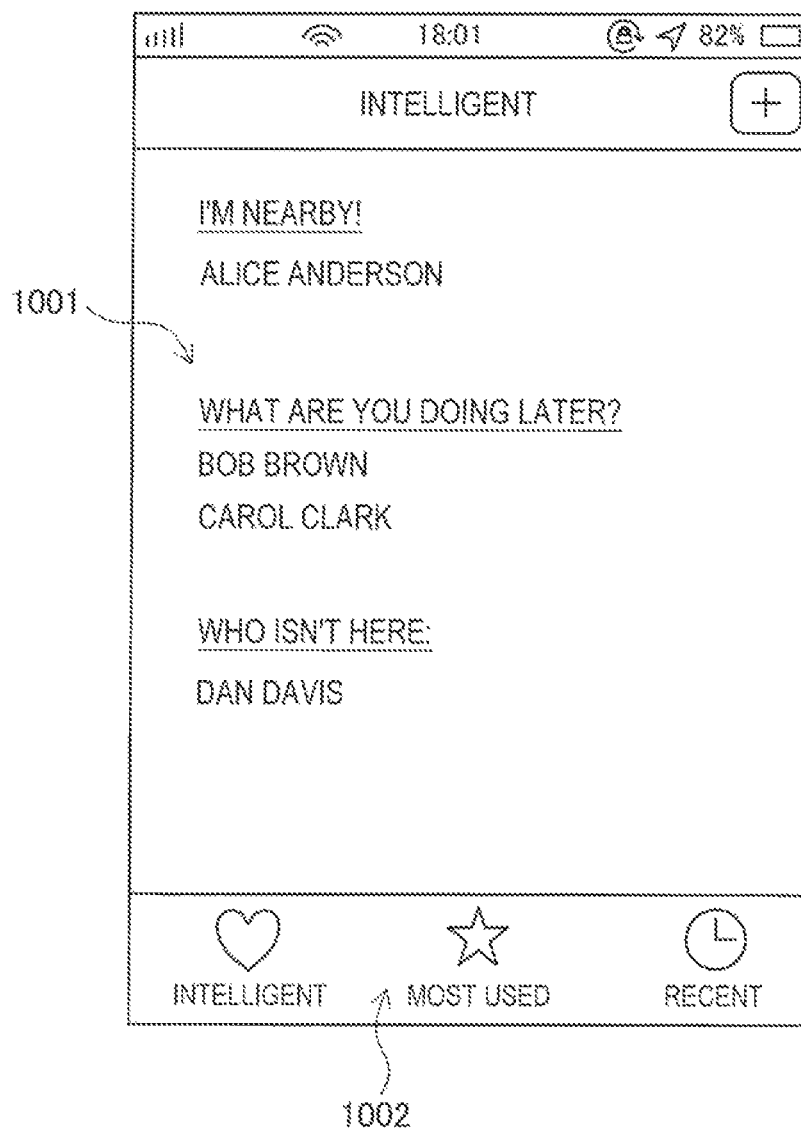 18:01 82%
INTELLIGENT +
I'M NEARBY!
ALICE ANDERSON
1001
WHAT ARE YOU DOING LATER?
BOB BROWN
CAROL CLARK
WHO ISN'T HERE:
DAN DAVIS
INTELLIGENT MOST USED RECENT
1002